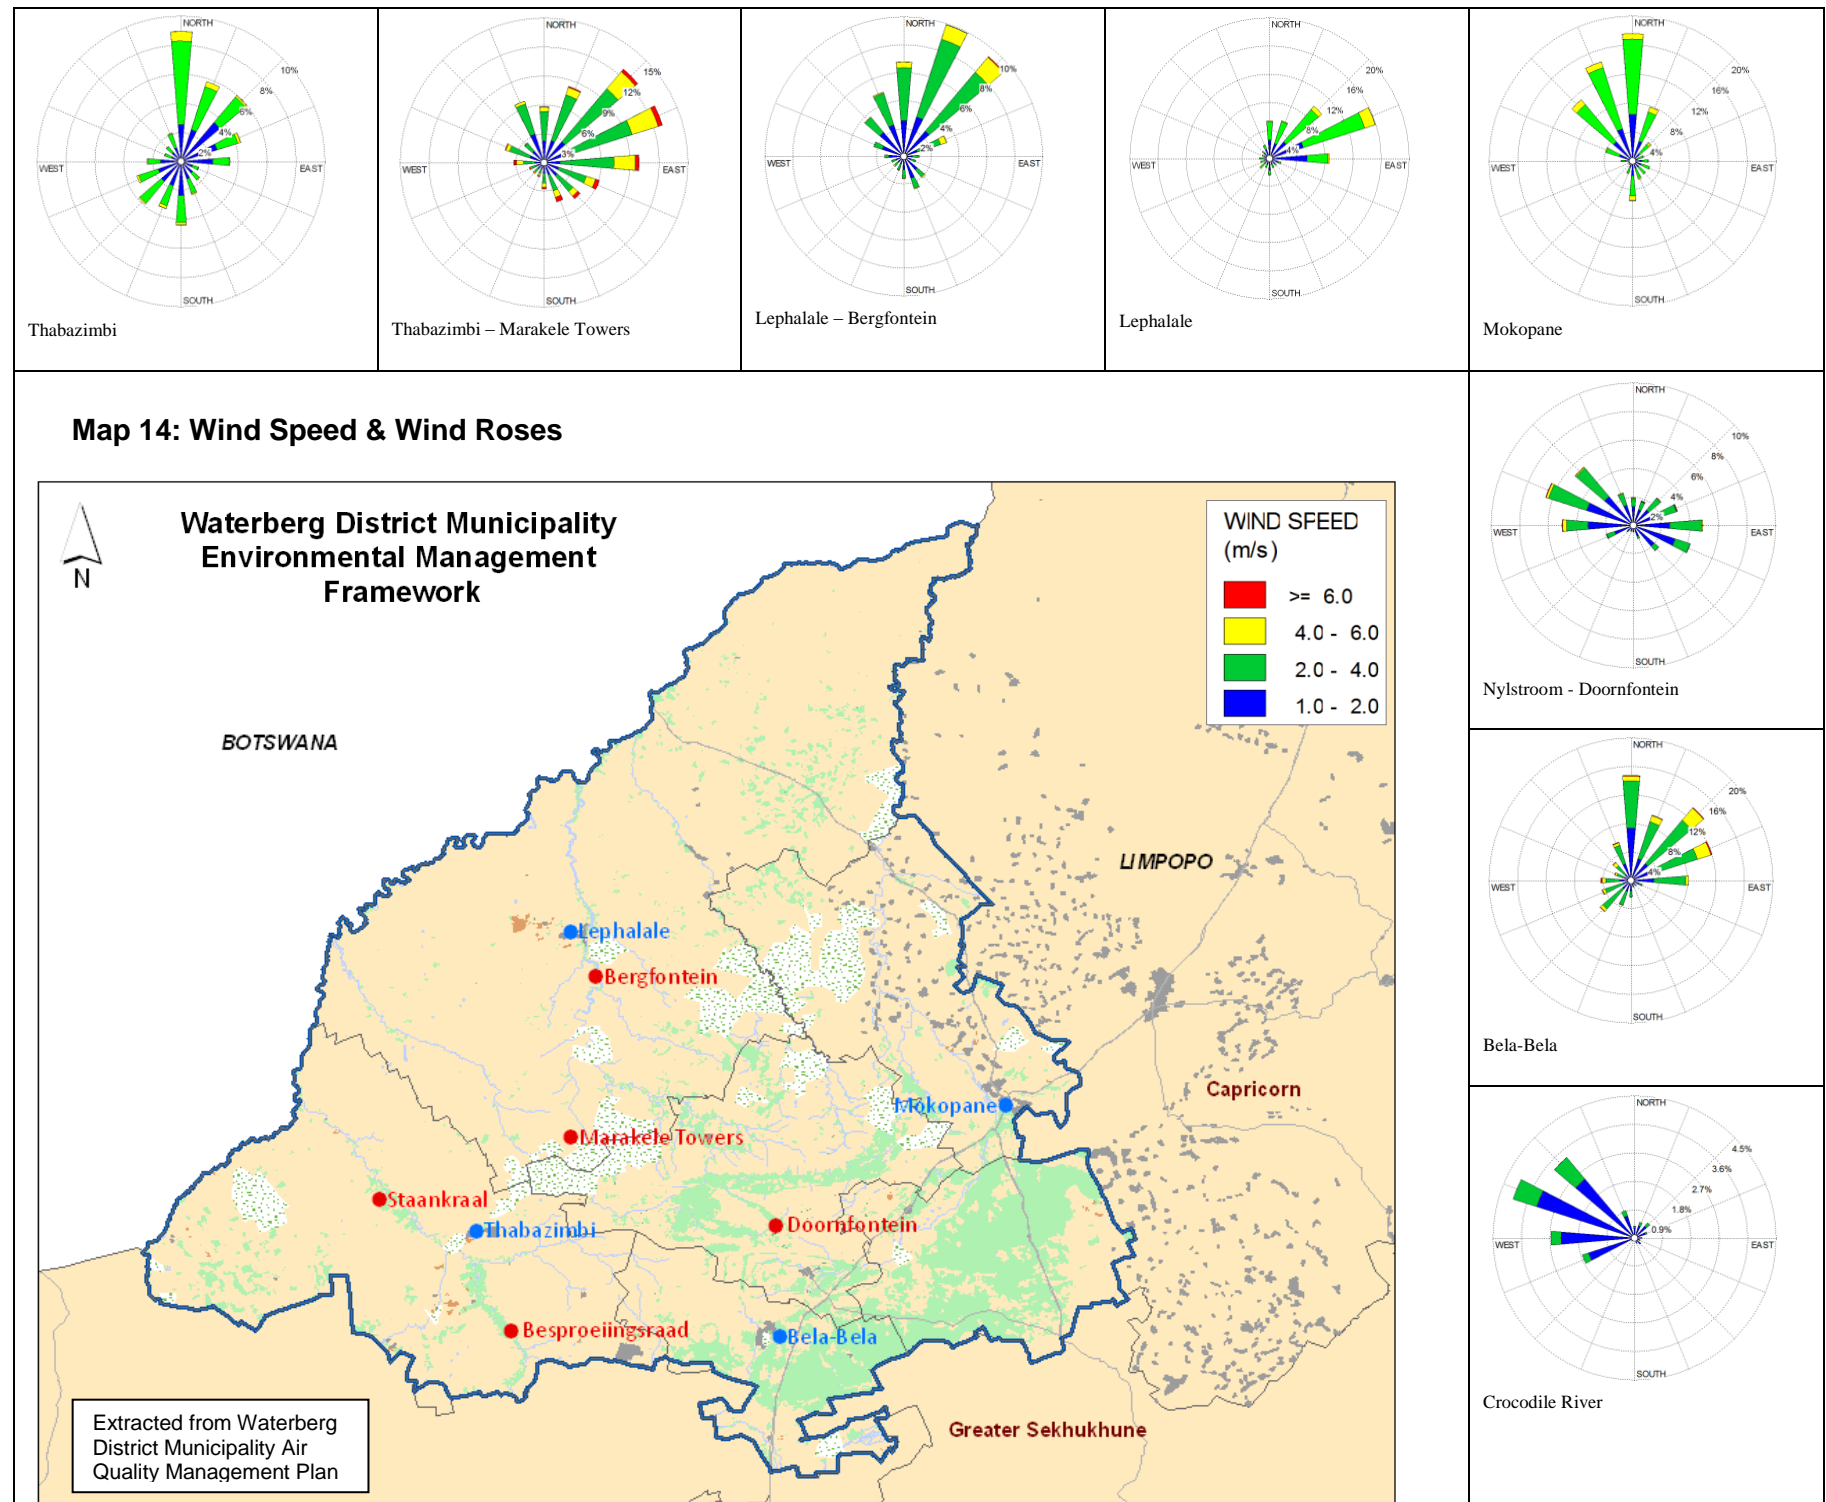 NORTH
10%
8%
6%
4%
2%
WEST
EAST
SOUTH
Thabazimbi
NORTH
15%
12%
9%
6%
3%
WEST
EAST
SOUTH
Thabazimbi – Marakele Towers
NORTH
10%
8%
6%
4%
2%
WEST
EAST
SOUTH
Lephalale – Bergfontein
NORTH
20%
16%
12%
8%
4%
WEST
EAST
SOUTH
Lephalale
NORTH
20%
16%
12%
8%
4%
WEST
EAST
SOUTH
Mokopane
Map 14: Wind Speed & Wind Roses
Waterberg District Municipality
Environmental Management
Framework
N
WIND SPEED
(m/s)
>= 6.0
4.0 - 6.0
2.0 - 4.0
1.0 - 2.0
BOTSWANA
LIMPOPO
Lephalale
Bergfontein
Mokopane
Capricorn
Marakele Towers
Staankraal
Thabazimbi
Doornfontein
Besproeiingsraad
Bela-Bela
Greater Sekhukhune
Extracted from Waterberg
District Municipality Air
Quality Management Plan
NORTH
10%
8%
6%
4%
2%
WEST
EAST
SOUTH
Nylstroom - Doornfontein
NORTH
20%
16%
12%
8%
4%
WEST
EAST
SOUTH
Bela-Bela
NORTH
4.5%
3.6%
2.7%
1.8%
0.9%
WEST
EAST
SOUTH
Crocodile River